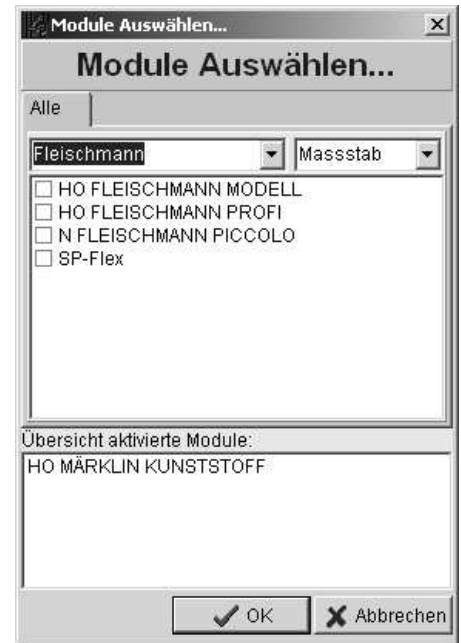 Module Auswählen...
Module Auswählen...
Alle
Fleischmann Massstab
HO FLEISCHMANN MODELL
HO FLEISCHMANN PROFI
N FLEISCHMANN PICCOLO
SP-Flex
Übersicht aktivierte Module:
HO MÄRKLIN KUNSTSTOFF
OK Abbrechen